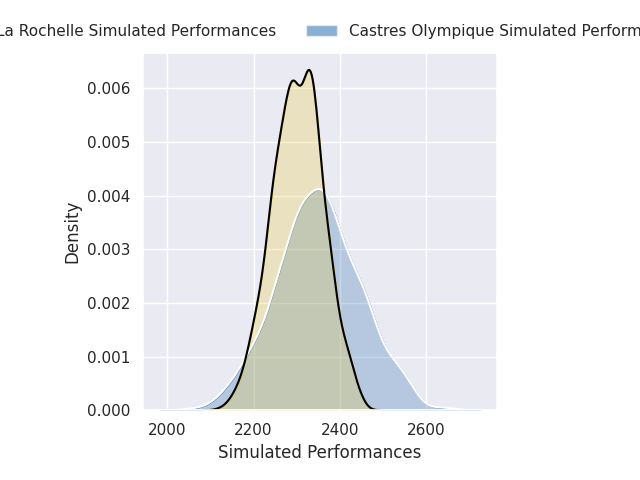 La Rochelle Simulated Performances Castres Olympique Simulated
0.006
0.005
0.004
0.003
0.002
0.001
0.000
Density
2000 2200 2400 2600
Simulated Performances